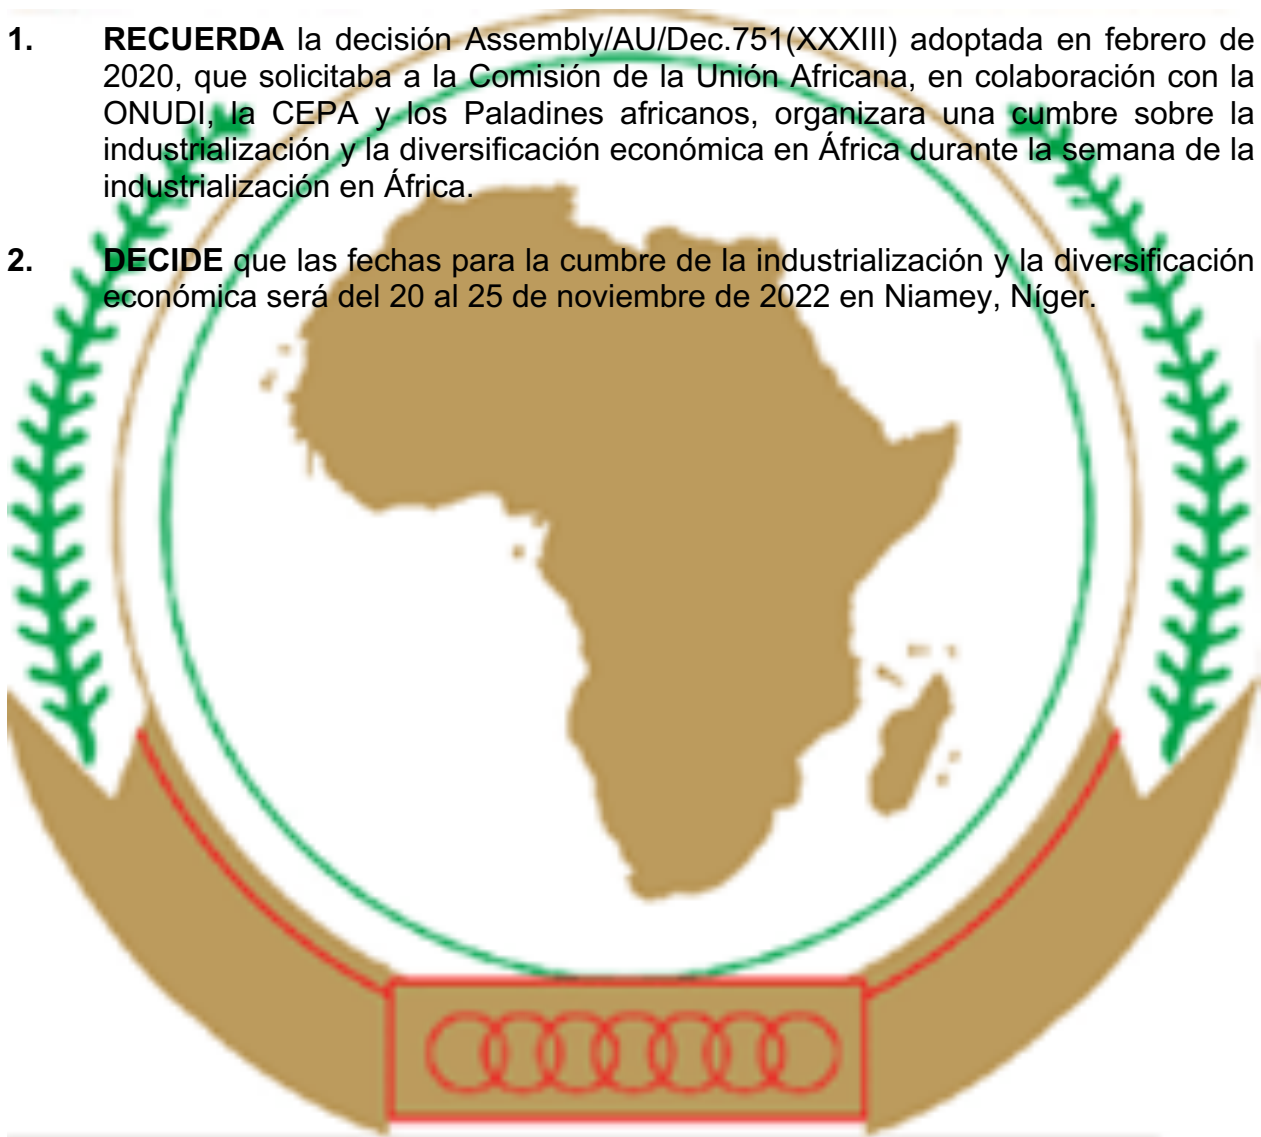 1. RECUERDA la decisión Assembly/AU/Dec.751(XXXIII) adoptada en febrero de
2020, que solicitaba a la Comisión de la Unión Africana, en colaboración con la
ONUDI, la CEPA y los Paladines africanos, organizara una cumbre sobre la
industrialización y la diversificación económica en África durante la semana de la
industrialización en África.
2. DECIDE que las fechas para la cumbre de la industrialización y la diversificación
económica será del 20 al 25 de noviembre de 2022 en Niamey, Níger.